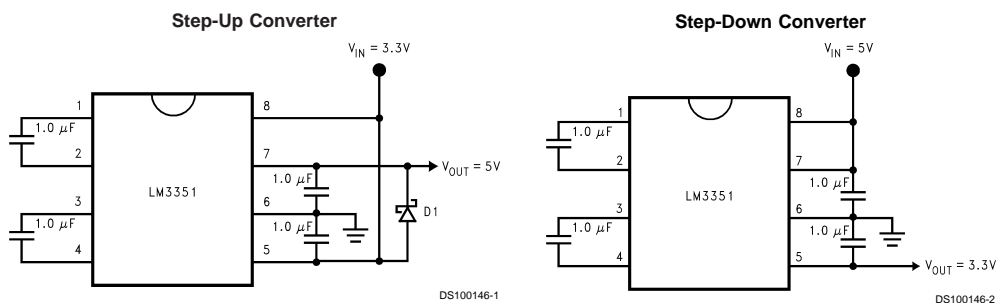 Step-Up Converter
V_IN = 3.3V
1
8
1.0 μF
2
7
V_OUT = 5V
1.0 μF
LM3351
3
6
D1
1.0 μF
1.0 μF
4
5
DS100146-1
Step-Down Converter
V_IN = 5V
1
8
1.0 μF
2
7
1.0 μF
LM3351
3
6
1.0 μF
1.0 μF
4
5
V_OUT = 3.3V
DS100146-2